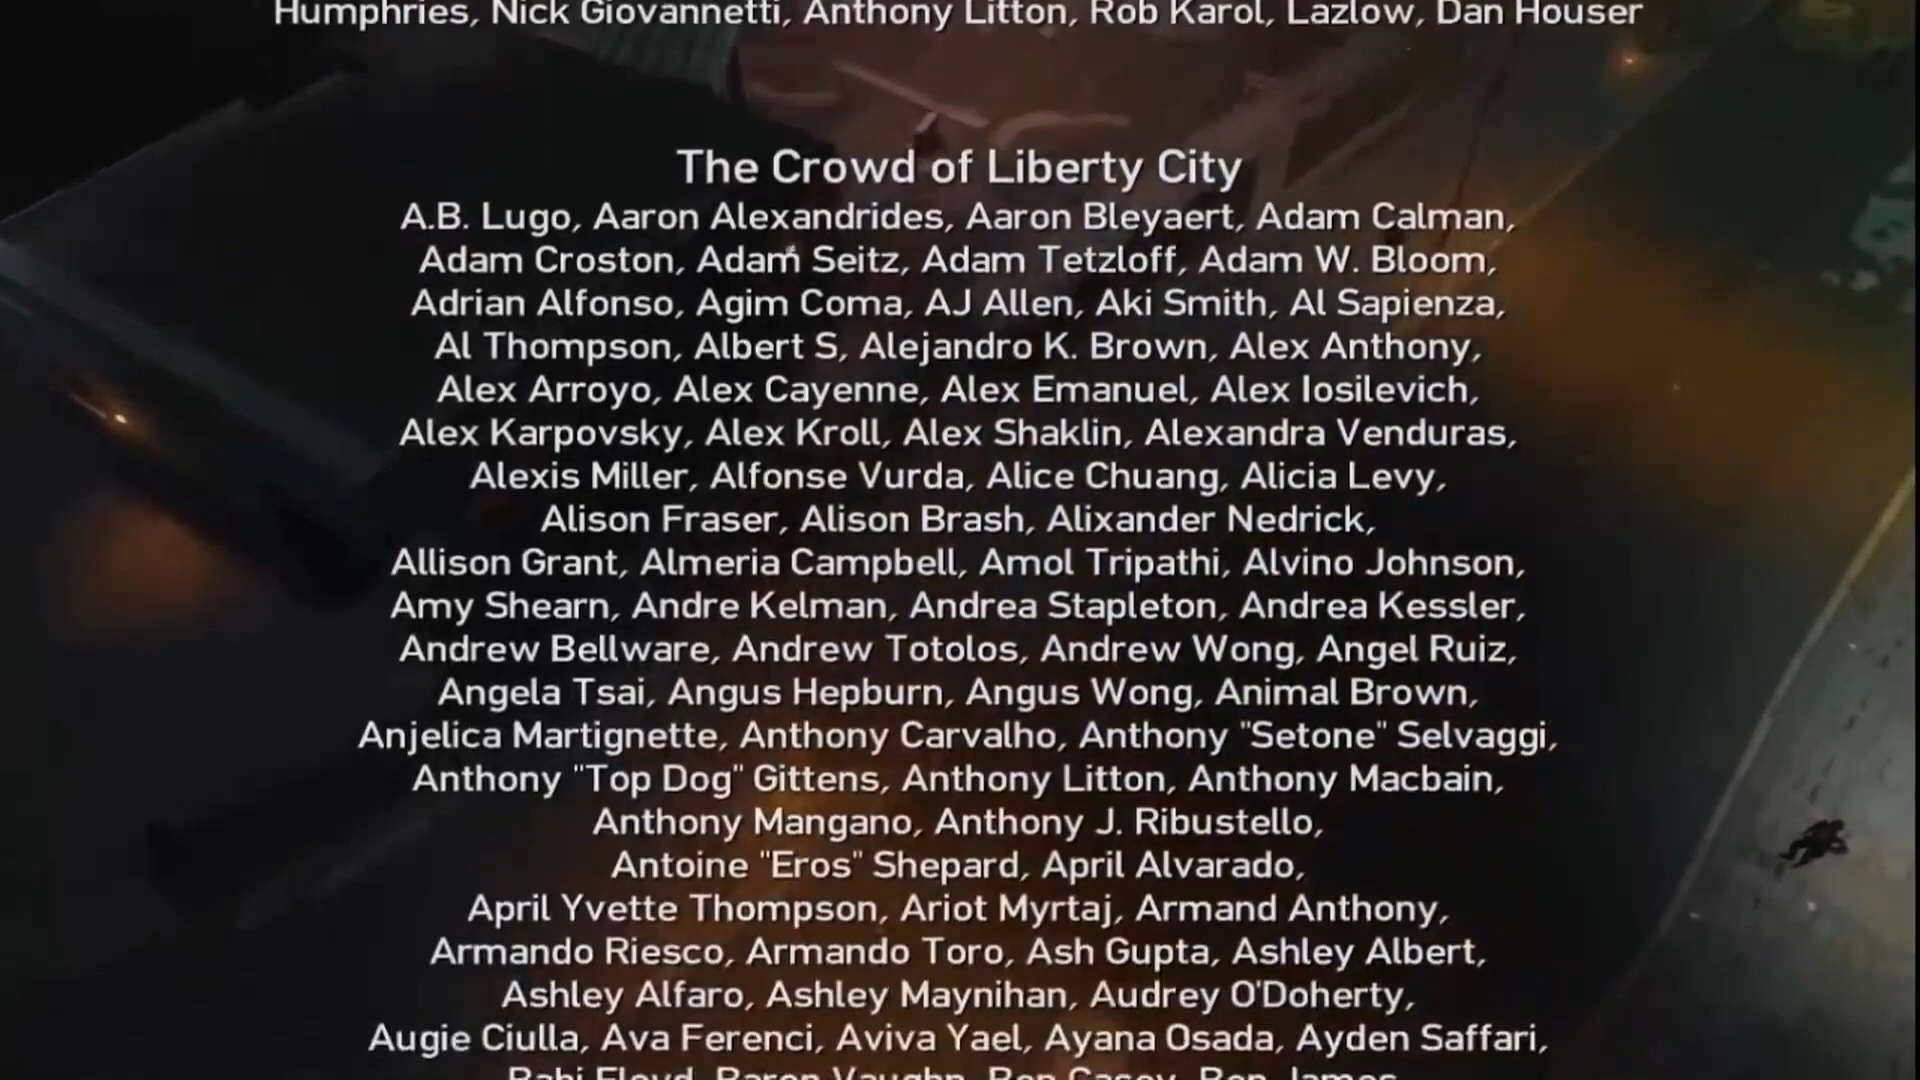 Humphries, Nick Giovannetti, Anthony Litton, Rob Karol, Lazlow, Dan Houser
The Crowd of Liberty City
A.B. Lugo, Aaron Alexandrides, Aaron Bleyaert, Adam Calman,
Adam Croston, Adam Seitz, Adam Tetzloff, Adam W. Bloom,
Adrian Alfonso, Agim Coma, AJ Allen, Aki Smith, Al Sapienza,
Al Thompson, Albert S, Alejandro K. Brown, Alex Anthony,
Alex Arroyo, Alex Cayenne, Alex Emanuel, Alex Iosilevich,
Alex Karpovsky, Alex Kroll, Alex Shaklin, Alexandra Venduras,
Alexis Miller, Alfonse Vurda, Alice Chuang, Alicia Levy,
Alison Fraser, Alison Brash, Alixander Nedrick,
Allison Grant, Almeria Campbell, Amol Tripathi, Alvino Johnson,
Amy Shearn, Andre Kelman, Andrea Stapleton, Andrea Kessler,
Andrew Bellware, Andrew Totolos, Andrew Wong, Angel Ruiz,
Angela Tsai, Angus Hepburn, Angus Wong, Animal Brown,
Anjelica Martignette, Anthony Carvalho, Anthony "Setone" Selvaggi,
Anthony "Top Dog" Gittens, Anthony Litton, Anthony Macbain,
Anthony Mangano, Anthony J. Ribustello,
Antoine "Eros" Shepard, April Alvarado,
April Yvette Thompson, Ariot Myrtaj, Armand Anthony,
Armando Riesco, Armando Toro, Ash Gupta, Ashley Albert,
Ashley Alfaro, Ashley Maynihan, Audrey O'Doherty,
Augie Ciulla, Ava Ferenci, Aviva Yael, Ayana Osada, Ayden Saffari,
Floyd, Baron Vaughn, Ben Casey, Ben James,